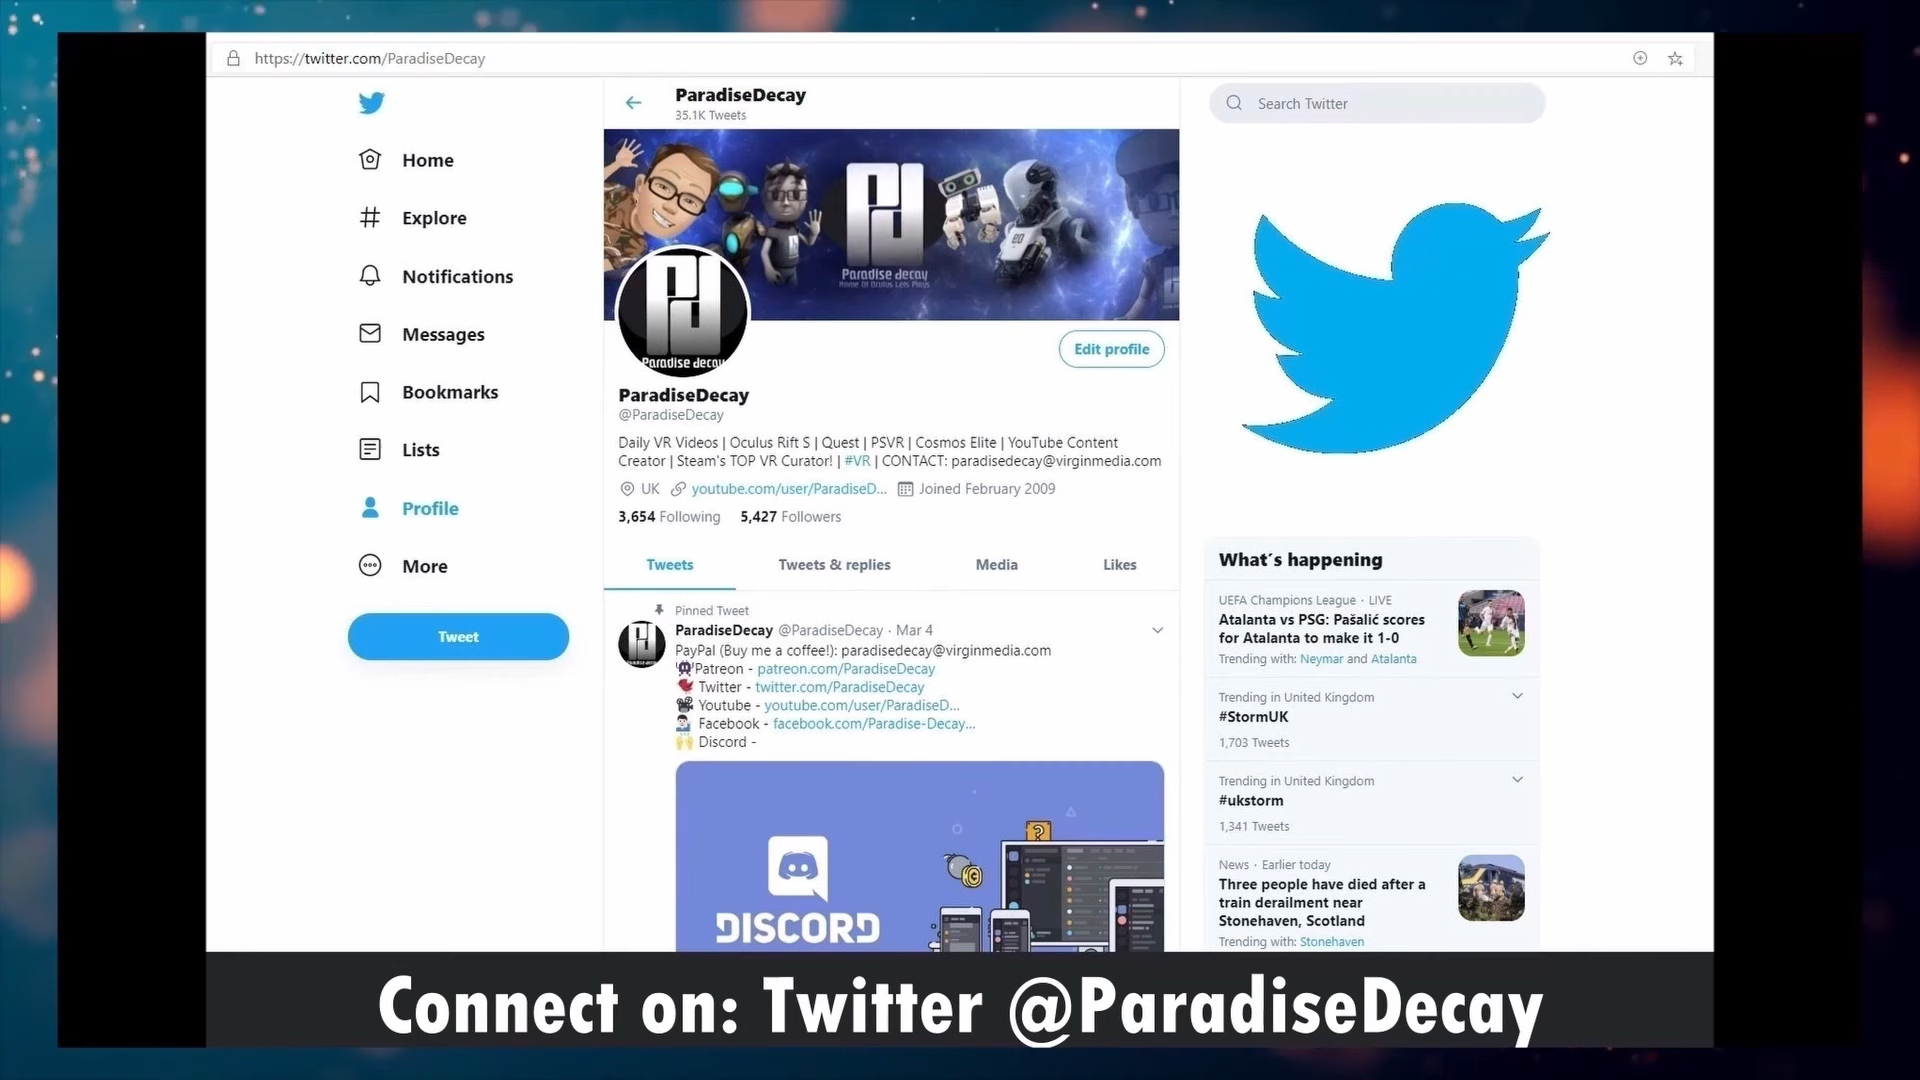 https://twitter.com/ParadiseDecay
Home
Explore
Notifications
Messages
Bookmarks
Lists
Profile
More
Tweet
ParadiseDecay
35.1K Tweets
Paradise decay
Home Of Oculus Lets Plays
Paradise decay
Edit profile
ParadiseDecay
@ParadiseDecay
Daily VR Videos | Oculus Rift S | Quest | PSVR | Cosmos Elite | YouTube Content
Creator | Steam's TOP VR Curator! | #VR | CONTACT: paradisedecay@virginmedia.com
UK youtube.com/user/ParadiseD... Joined February 2009
3,654 Following 5,427 Followers
Tweets Tweets & replies Media Likes
Pinned Tweet
ParadiseDecay @ParadiseDecay · Mar 4
PayPal (Buy me a coffee!): paradisedecay@virginmedia.com
Patreon - patreon.com/ParadiseDecay
Twitter - twitter.com/ParadiseDecay
Youtube - youtube.com/user/ParadiseD...
Facebook - facebook.com/Paradise-Decay...
Discord -
DISCORD
Search Twitter
What's happening
UEFA Champions League · LIVE
Atalanta vs PSG: Pašalić scores
for Atalanta to make it 1-0
Trending with: Neymar and Atalanta
Trending in United Kingdom
#StormUK
1,703 Tweets
Trending in United Kingdom
#ukstorm
1,341 Tweets
News · Earlier today
Three people have died after a
train derailment near
Stonehaven, Scotland
Trending with: Stonehaven
Connect on: Twitter @ParadiseDecay